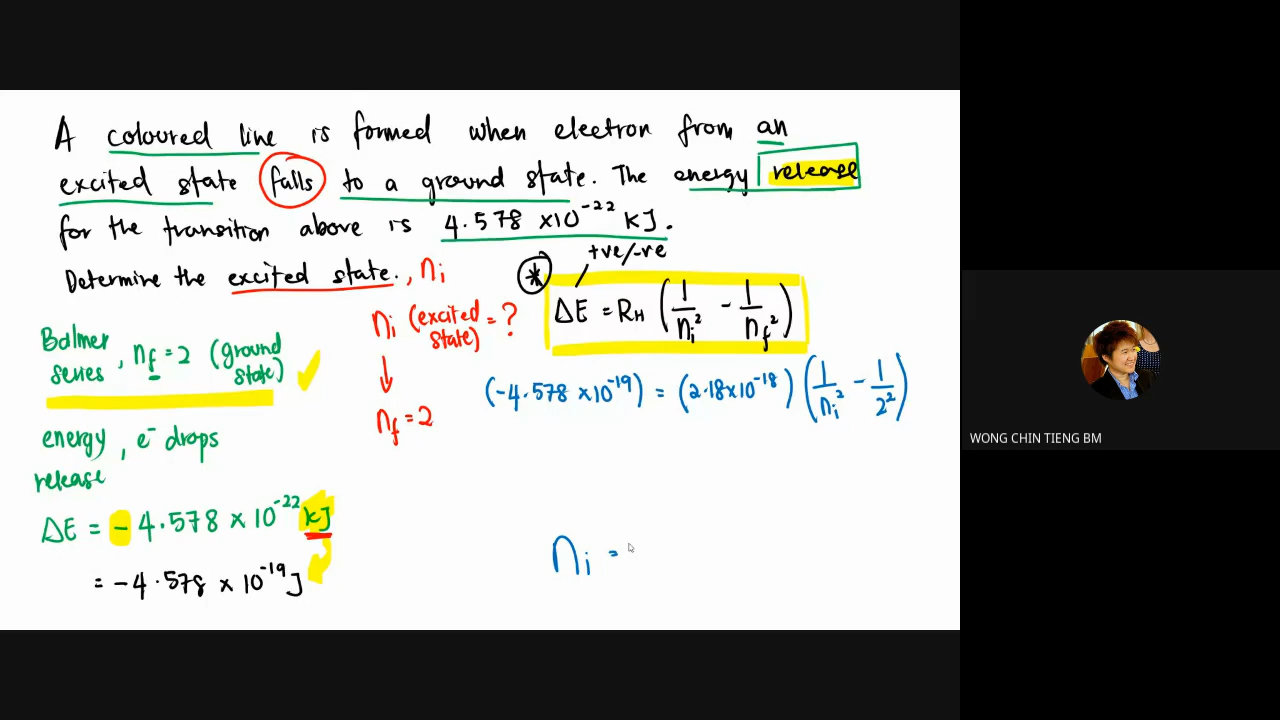 A coloured line is formed when electron from an
excited state falls to a ground state. The energy release
for the transition above is 4.578 x10⁻²² kJ.
+ve/-ve
Determine the excited state., nᵢ
* ΔE = R_H (1/nᵢ² - 1/n_f²)
nᵢ (excited state) = ?
↓
n_f = 2
Balmer series, n_f = 2 (ground state) ✓
(-4.578 x10⁻¹⁹) = (2.18x10⁻¹⁸) (1/nᵢ² - 1/2²)
energy release, e⁻ drops
ΔE = -4.578 x 10⁻²² kJ
= -4.578 x 10⁻¹⁹ J
nᵢ =
WONG CHIN TIENG BM